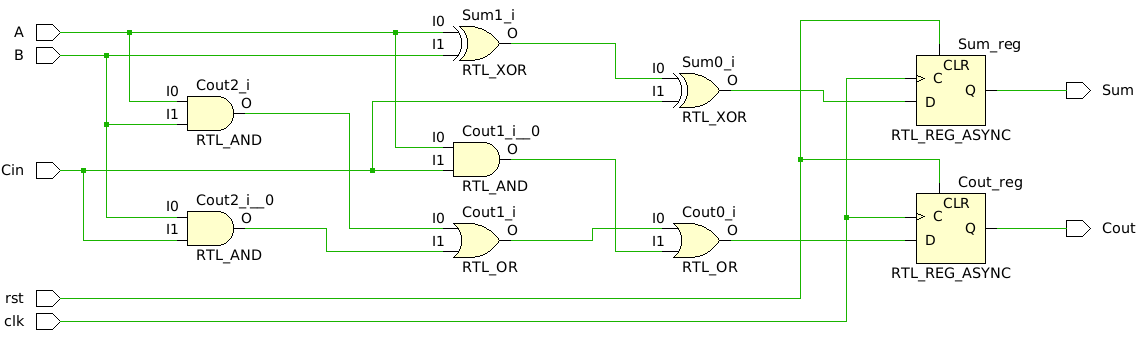 A
B
Cin
rst
clk
Cout2_i
I0
I1
O
RTL_AND
Cout2_i__0
I0
I1
O
RTL_AND
Sum1_i
I0
I1
O
RTL_XOR
Cout1_i__0
I0
I1
O
RTL_AND
Cout1_i
I0
I1
O
RTL_OR
Sum0_i
I0
I1
O
RTL_XOR
Cout0_i
I0
I1
O
RTL_OR
Sum_reg
CLR
C
Q
D
RTL_REG_ASYNC
Cout_reg
CLR
C
Q
D
RTL_REG_ASYNC
Sum
Cout